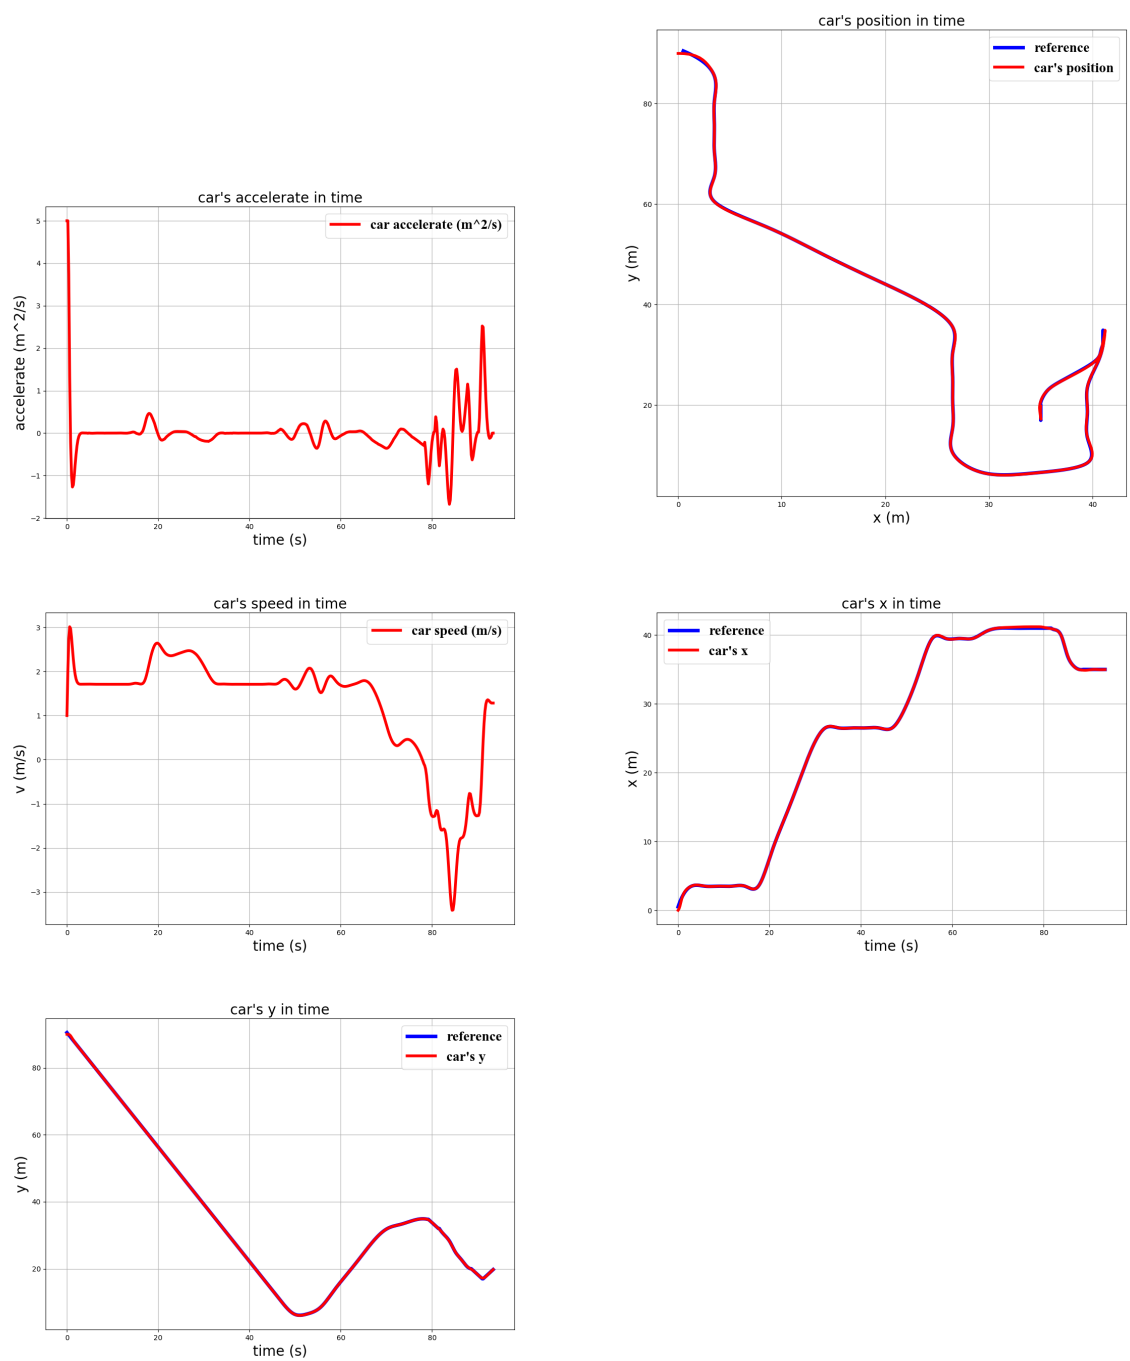 car's position in time
reference
car's position
80
60
40
20
y (m)
0 10 20 30 40
x (m)
car's accelerate in time
car accelerate (m^2/s)
5
4
3
2
1
0
−1
−2
accelerate (m^2/s)
0 20 40 60 80
time (s)
car's speed in time
car speed (m/s)
3
2
1
0
−1
−2
−3
v (m/s)
0 20 40 60 80
time (s)
car's x in time
reference
car's x
40
30
20
10
0
x (m)
0 20 40 60 80
time (s)
car's y in time
reference
car's y
80
60
40
20
y (m)
0 20 40 60 80
time (s)